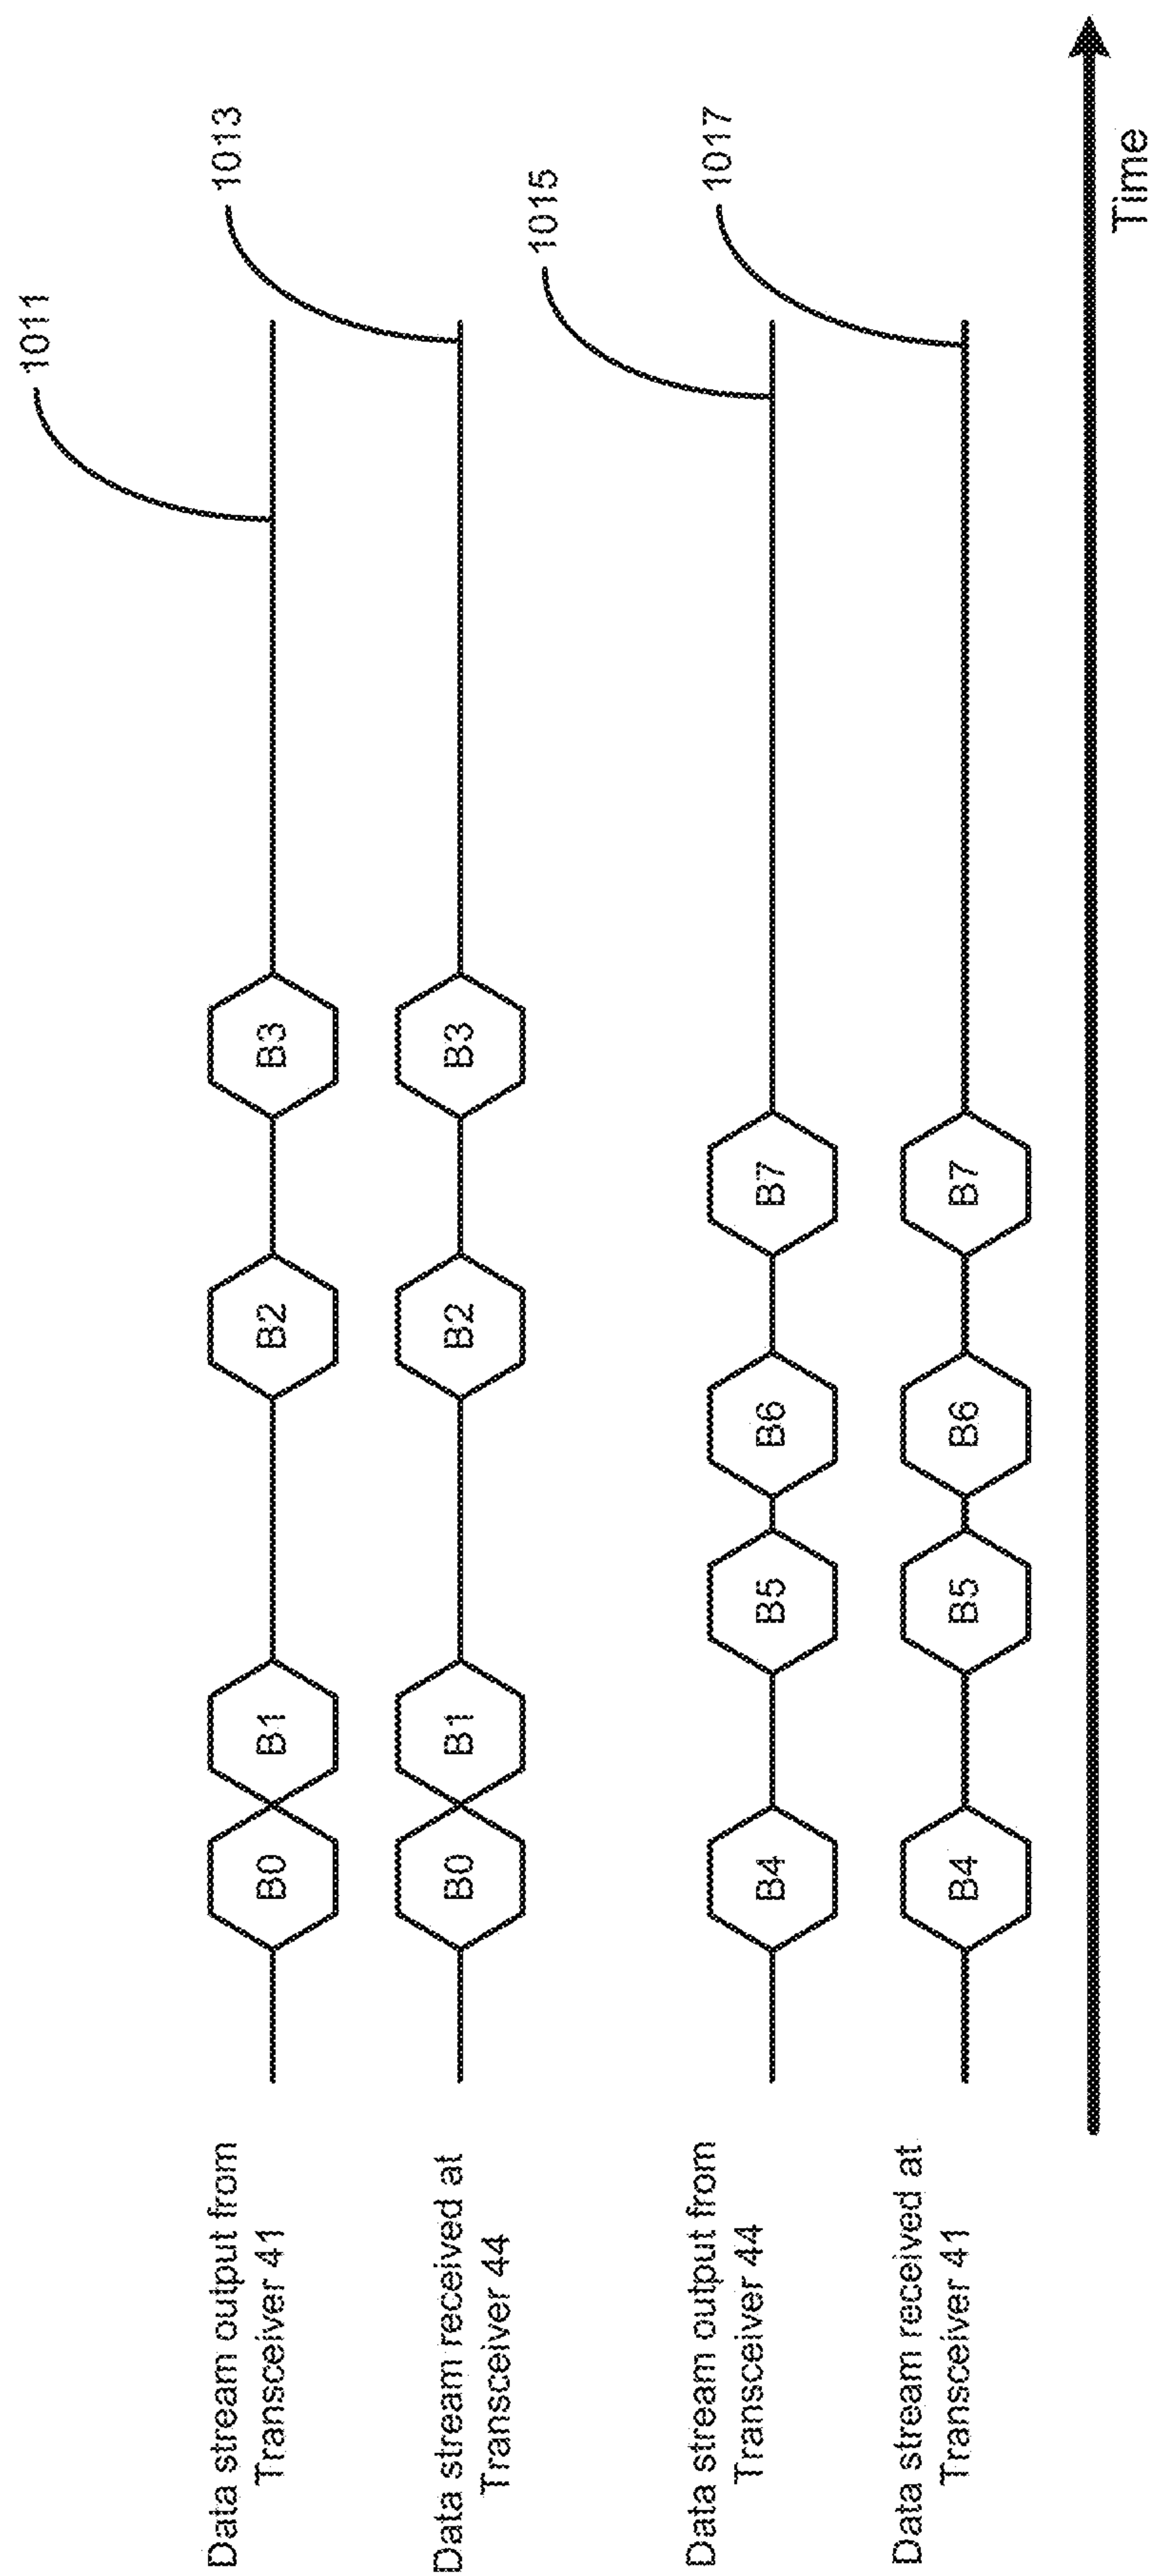 1011
1013
Data stream output from
Transceiver 41
B0
B1
B2
B3
Data stream received at
Transceiver 44
B0
B1
B2
B3
1015
1017
Data stream output from
Transceiver 44
B4
B5
B6
B7
Data stream received at
Transceiver 41
B4
B5
B6
B7
Time